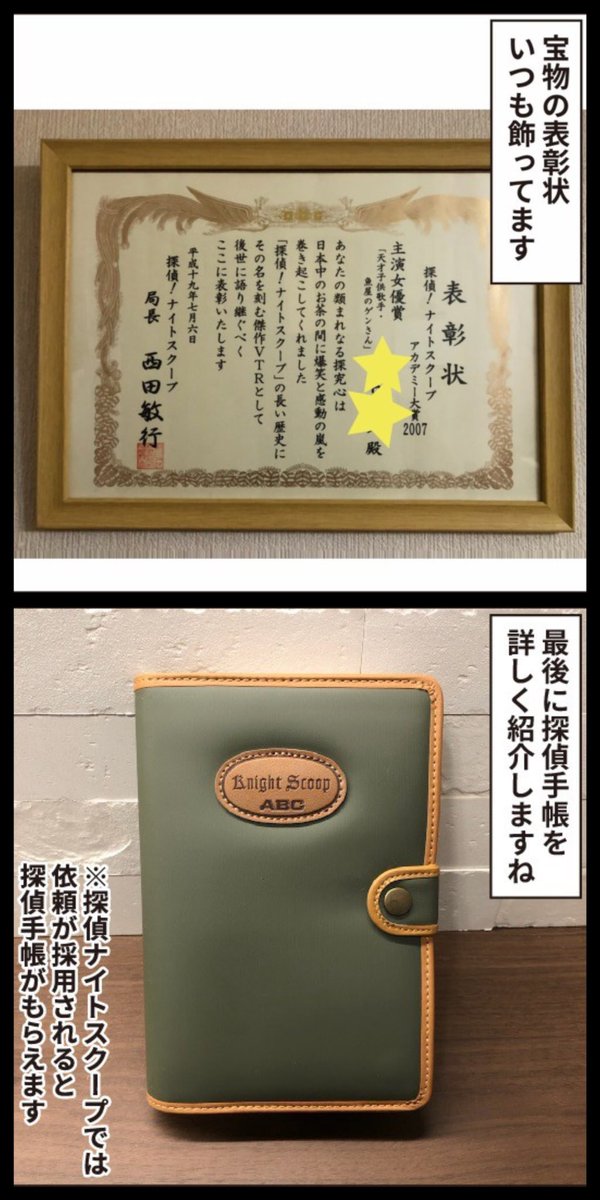 宝物の表彰状
いつも飾ってます
表彰状
探偵!ナイトスクープ
アカデミー大賞
2007
主演女優賞
「天才子供歌手・
魚屋のゲンさん」
殿
あなたの類まれなる探究心は
日本中のお茶の間に爆笑と感動の嵐を
巻き起こしてくれました
「探偵!ナイトスクープ」の長い歴史に
その名を刻む傑作VTRとして
後世に語り継ぐべく
ここに表彰いたします
平成十九年七月六日
探偵!ナイトスクープ
局長 西田敏行
最後に探偵手帳を
詳しく紹介しますね
Knight Scoop
ABC
※探偵ナイトスクープでは
依頼が採用されると
探偵手帳がもらえます